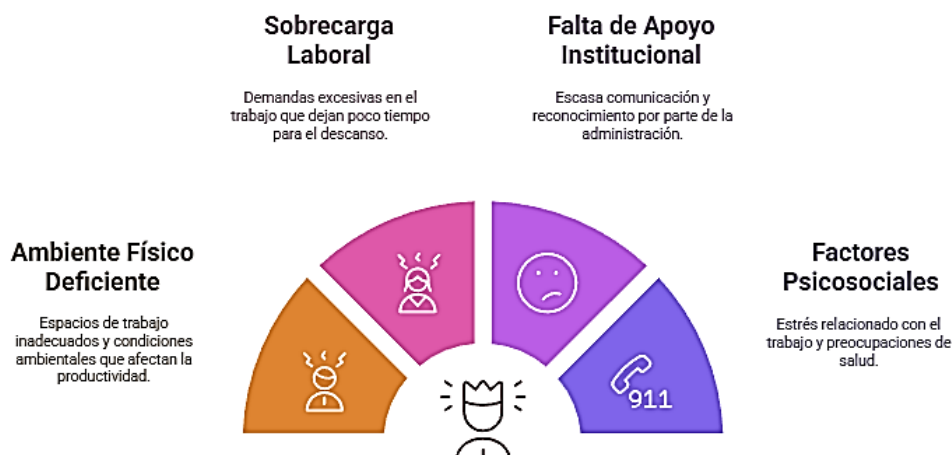 Sobrecarga
Laboral
Demandas excesivas en el
trabajo que dejan poco tiempo
para el descanso.
Falta de Apoyo
Institucional
Escasa comunicación y
reconocimiento por parte de la
administración.
Ambiente Físico
Deficiente
Espacios de trabajo
inadecuados y condiciones
ambientales que afectan la
productividad.
Factores
Psicosociales
Estrés relacionado con el
trabajo y preocupaciones de
salud.
911